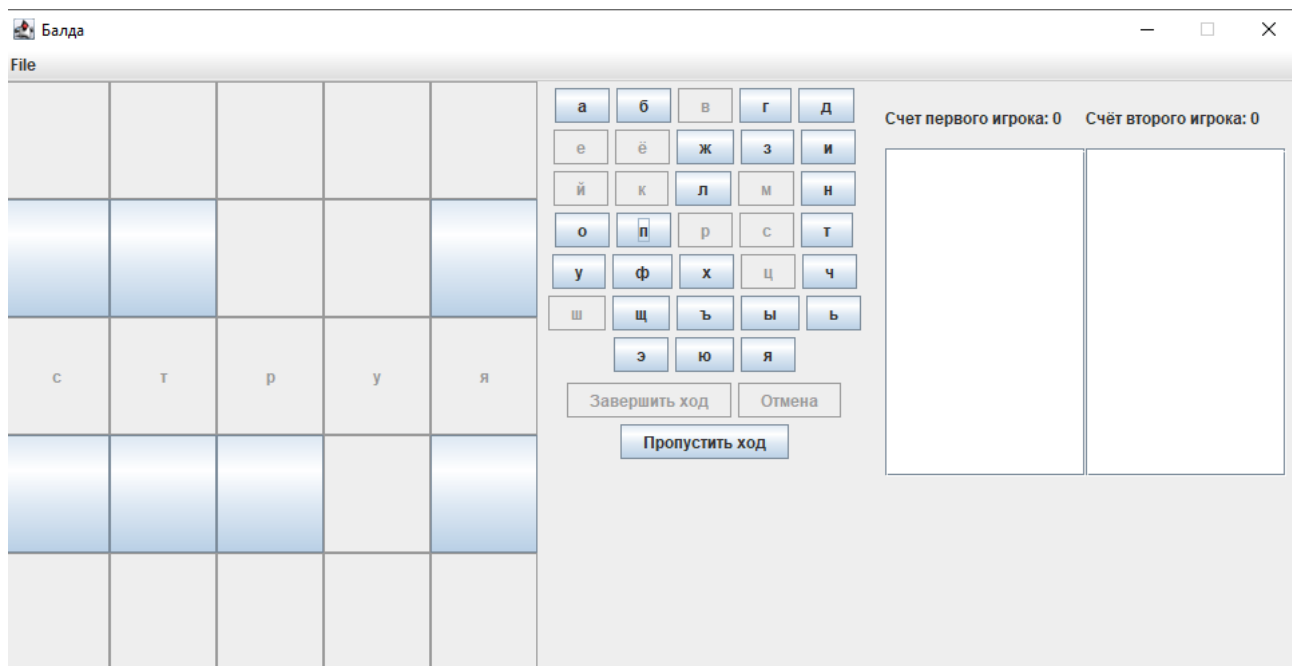 Балда
File
а б в г д
Счет первого игрока: 0 Счёт второго игрока: 0
е ё ж з и
й к л м н
о п р с т
у ф х ц ч
ш щ ъ ы ь
э ю я
с т р у я
Завершить ход Отмена
Пропустить ход